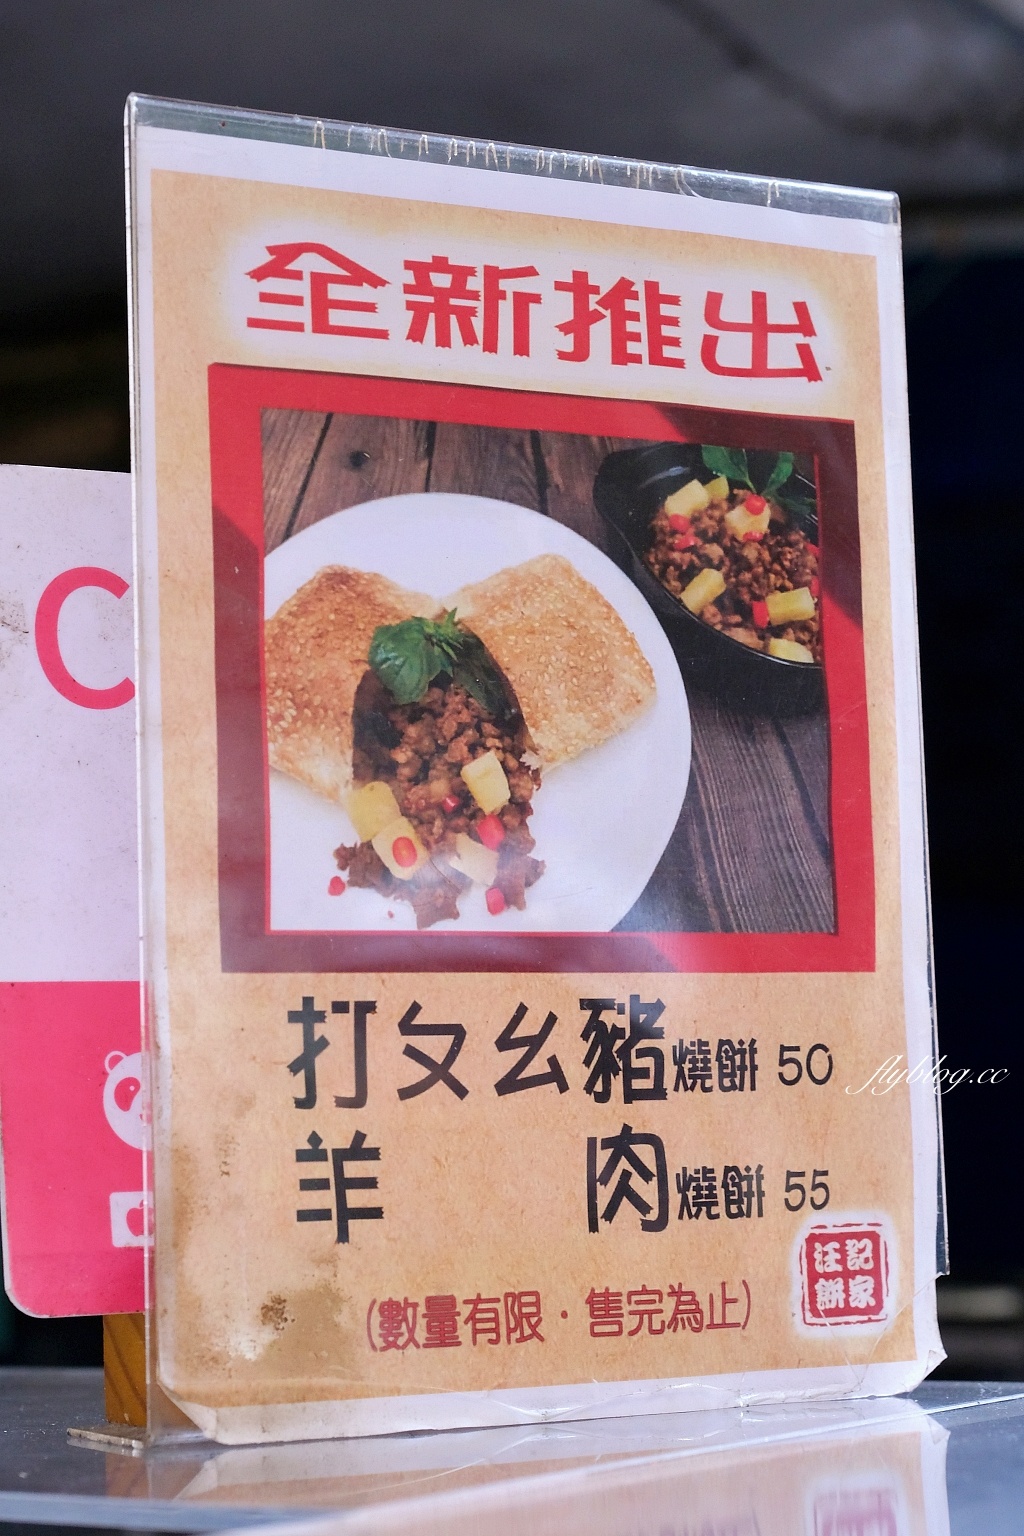 全新推出
打ㄆㄠ豬燒餅 50
flyblog.cc
羊肉燒餅 55
汪記
餅家
(數量有限·售完為止)
C